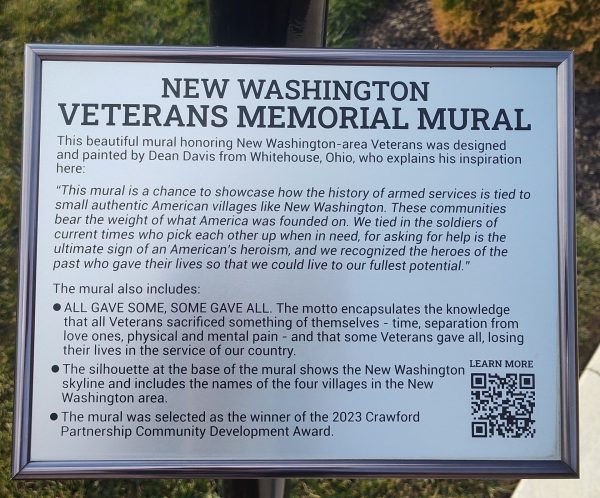 NEW WASHINGTON
VETERANS MEMORIAL MURAL
This beautiful mural honoring New Washington-area Veterans was designed
and painted by Dean Davis from Whitehouse, Ohio, who explains his inspiration
here:
"This mural is a chance to showcase how the history of armed services is tied to
small authentic American villages like New Washington. These communities
bear the weight of what America was founded on. We tied in the soldiers of
current times who pick each other up when in need, for asking for help is the
ultimate sign of an American's heroism, and we recognized the heroes of the
past who gave their lives so that we could live to our fullest potential."
The mural also includes:
● ALL GAVE SOME, SOME GAVE ALL. The motto encapsulates the knowledge
that all Veterans sacrificed something of themselves - time, separation from
love ones, physical and mental pain - and that some Veterans gave all, losing
their lives in the service of our country.
● The silhouette at the base of the mural shows the New Washington
skyline and includes the names of the four villages in the New
Washington area.
● The mural was selected as the winner of the 2023 Crawford
Partnership Community Development Award.
LEARN MORE